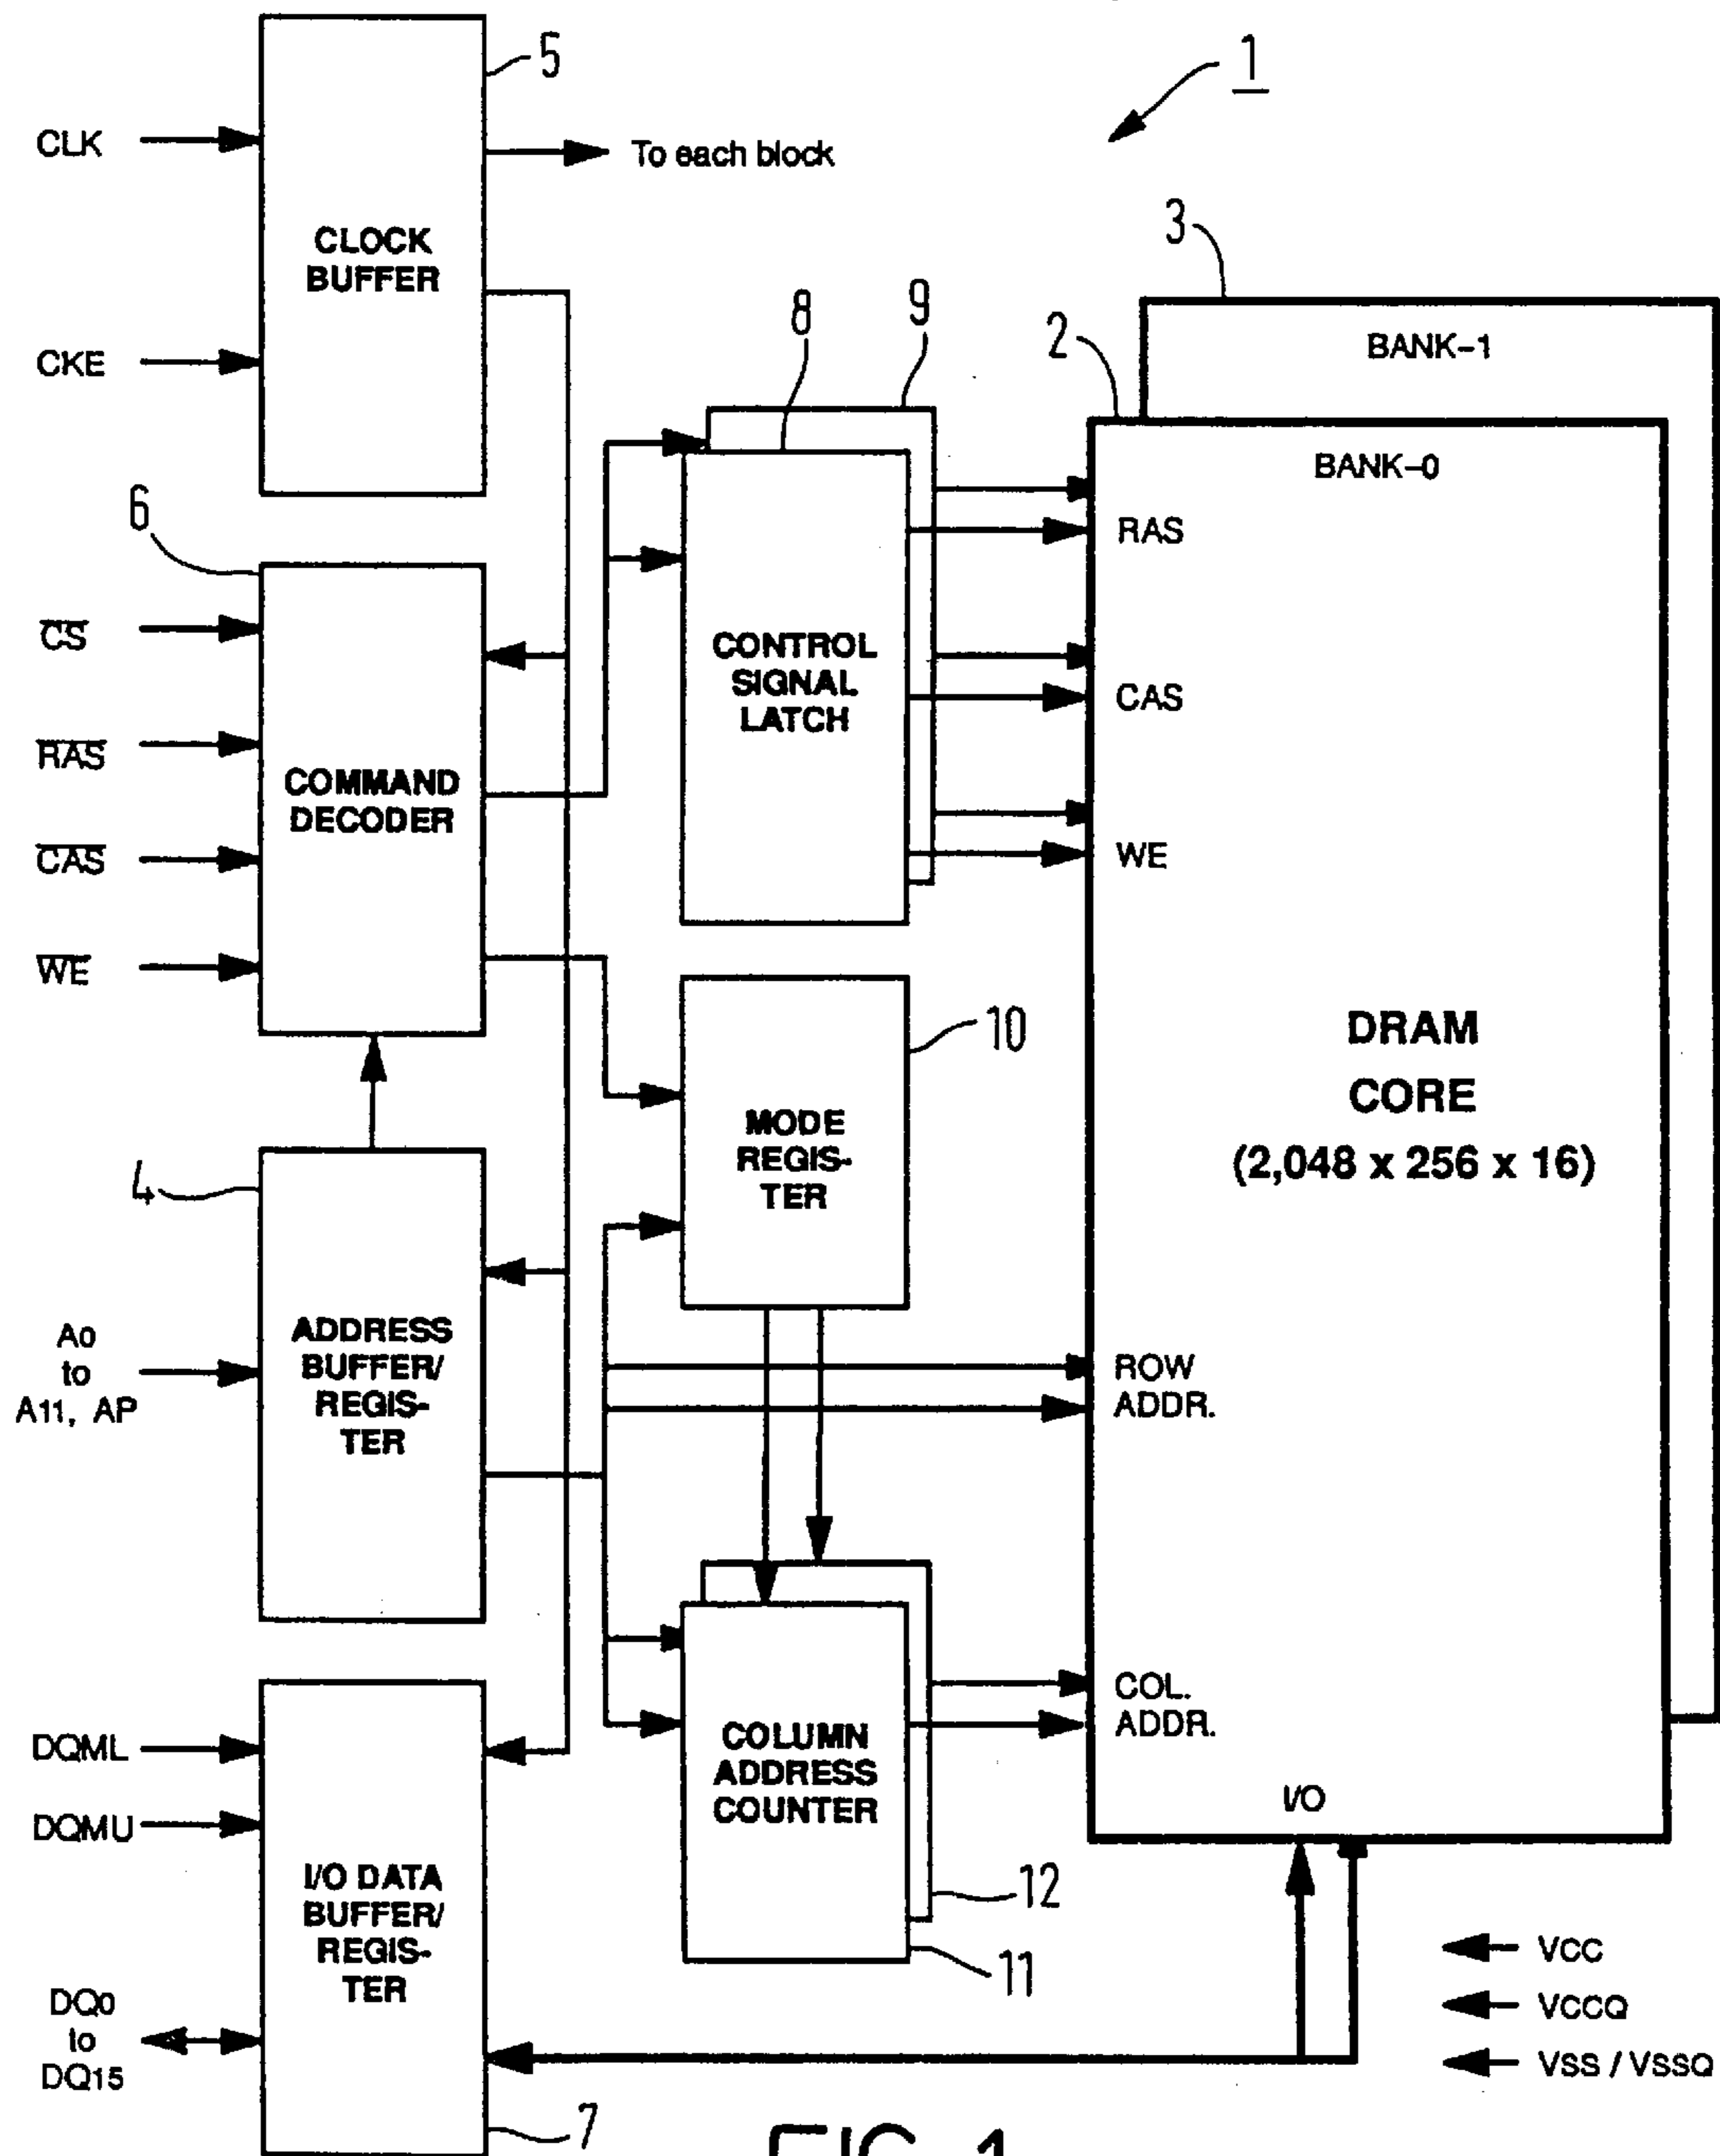 1
5
CLK
To each block
CLOCK
BUFFER
CKE
3
BANK-1
2
BANK-0
8
9
6
CS
RAS
CAS
WE
COMMAND
DECODER
CONTROL
SIGNAL
LATCH
RAS
CAS
WE
10
MODE
REGIS-
TER
DRAM
CORE
(2,048 x 256 x 16)
4
A0
to
A11, AP
ADDRESS
BUFFER/
REGIS-
TER
ROW
ADDR.
COL.
ADDR.
I/O
COLUMN
ADDRESS
COUNTER
12
11
DQML
DQMU
I/O DATA
BUFFER/
REGIS-
TER
DQ0
to
DQ15
7
VCC
VCCQ
VSS / VSSQ
FIG. 1